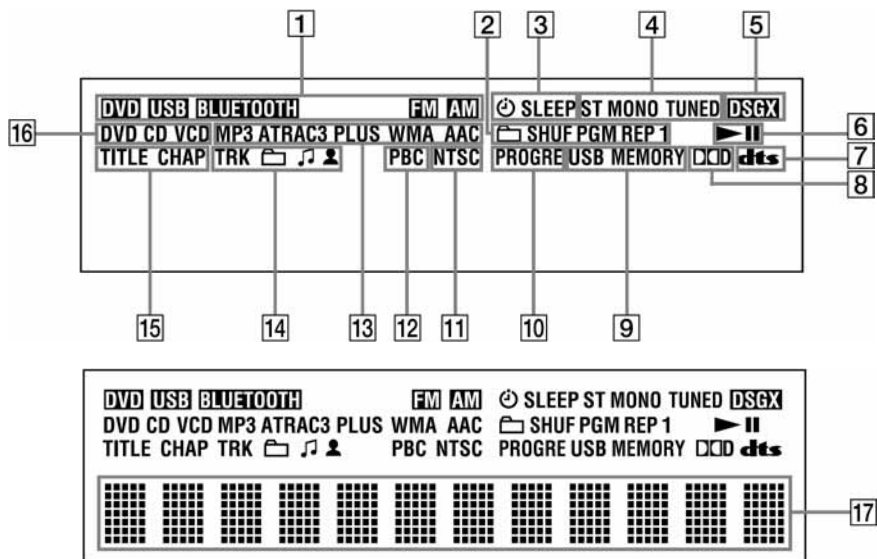 1 2 3 4 5
DVD USB BLUETOOTH FM AM SLEEP ST MONO TUNED DSGX
16 DVD CD VCD MP3 ATRAC3 PLUS WMA AAC SHUF PGM REP 1 6
TITLE CHAP TRK PBC NTSC PROGRE USB MEMORY dts 7
8
15 14 13 12 11 10 9
DVD USB BLUETOOTH FM AM SLEEP ST MONO TUNED DSGX
DVD CD VCD MP3 ATRAC3 PLUS WMA AAC SHUF PGM REP 1
TITLE CHAP TRK PBC NTSC PROGRE USB MEMORY dts
17